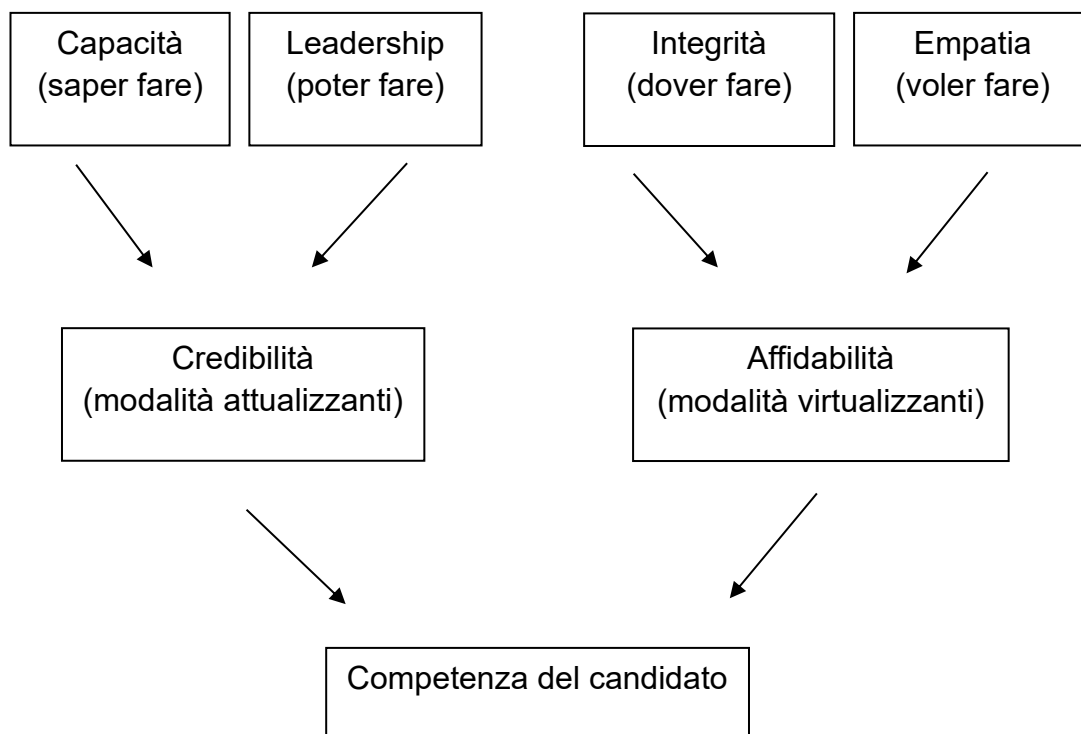 Capacità
(saper fare)
Leadership
(poter fare)
Integrità
(dover fare)
Empatia
(voler fare)
Credibilità
(modalità attualizzanti)
Affidabilità
(modalità virtualizzanti)
Competenza del candidato